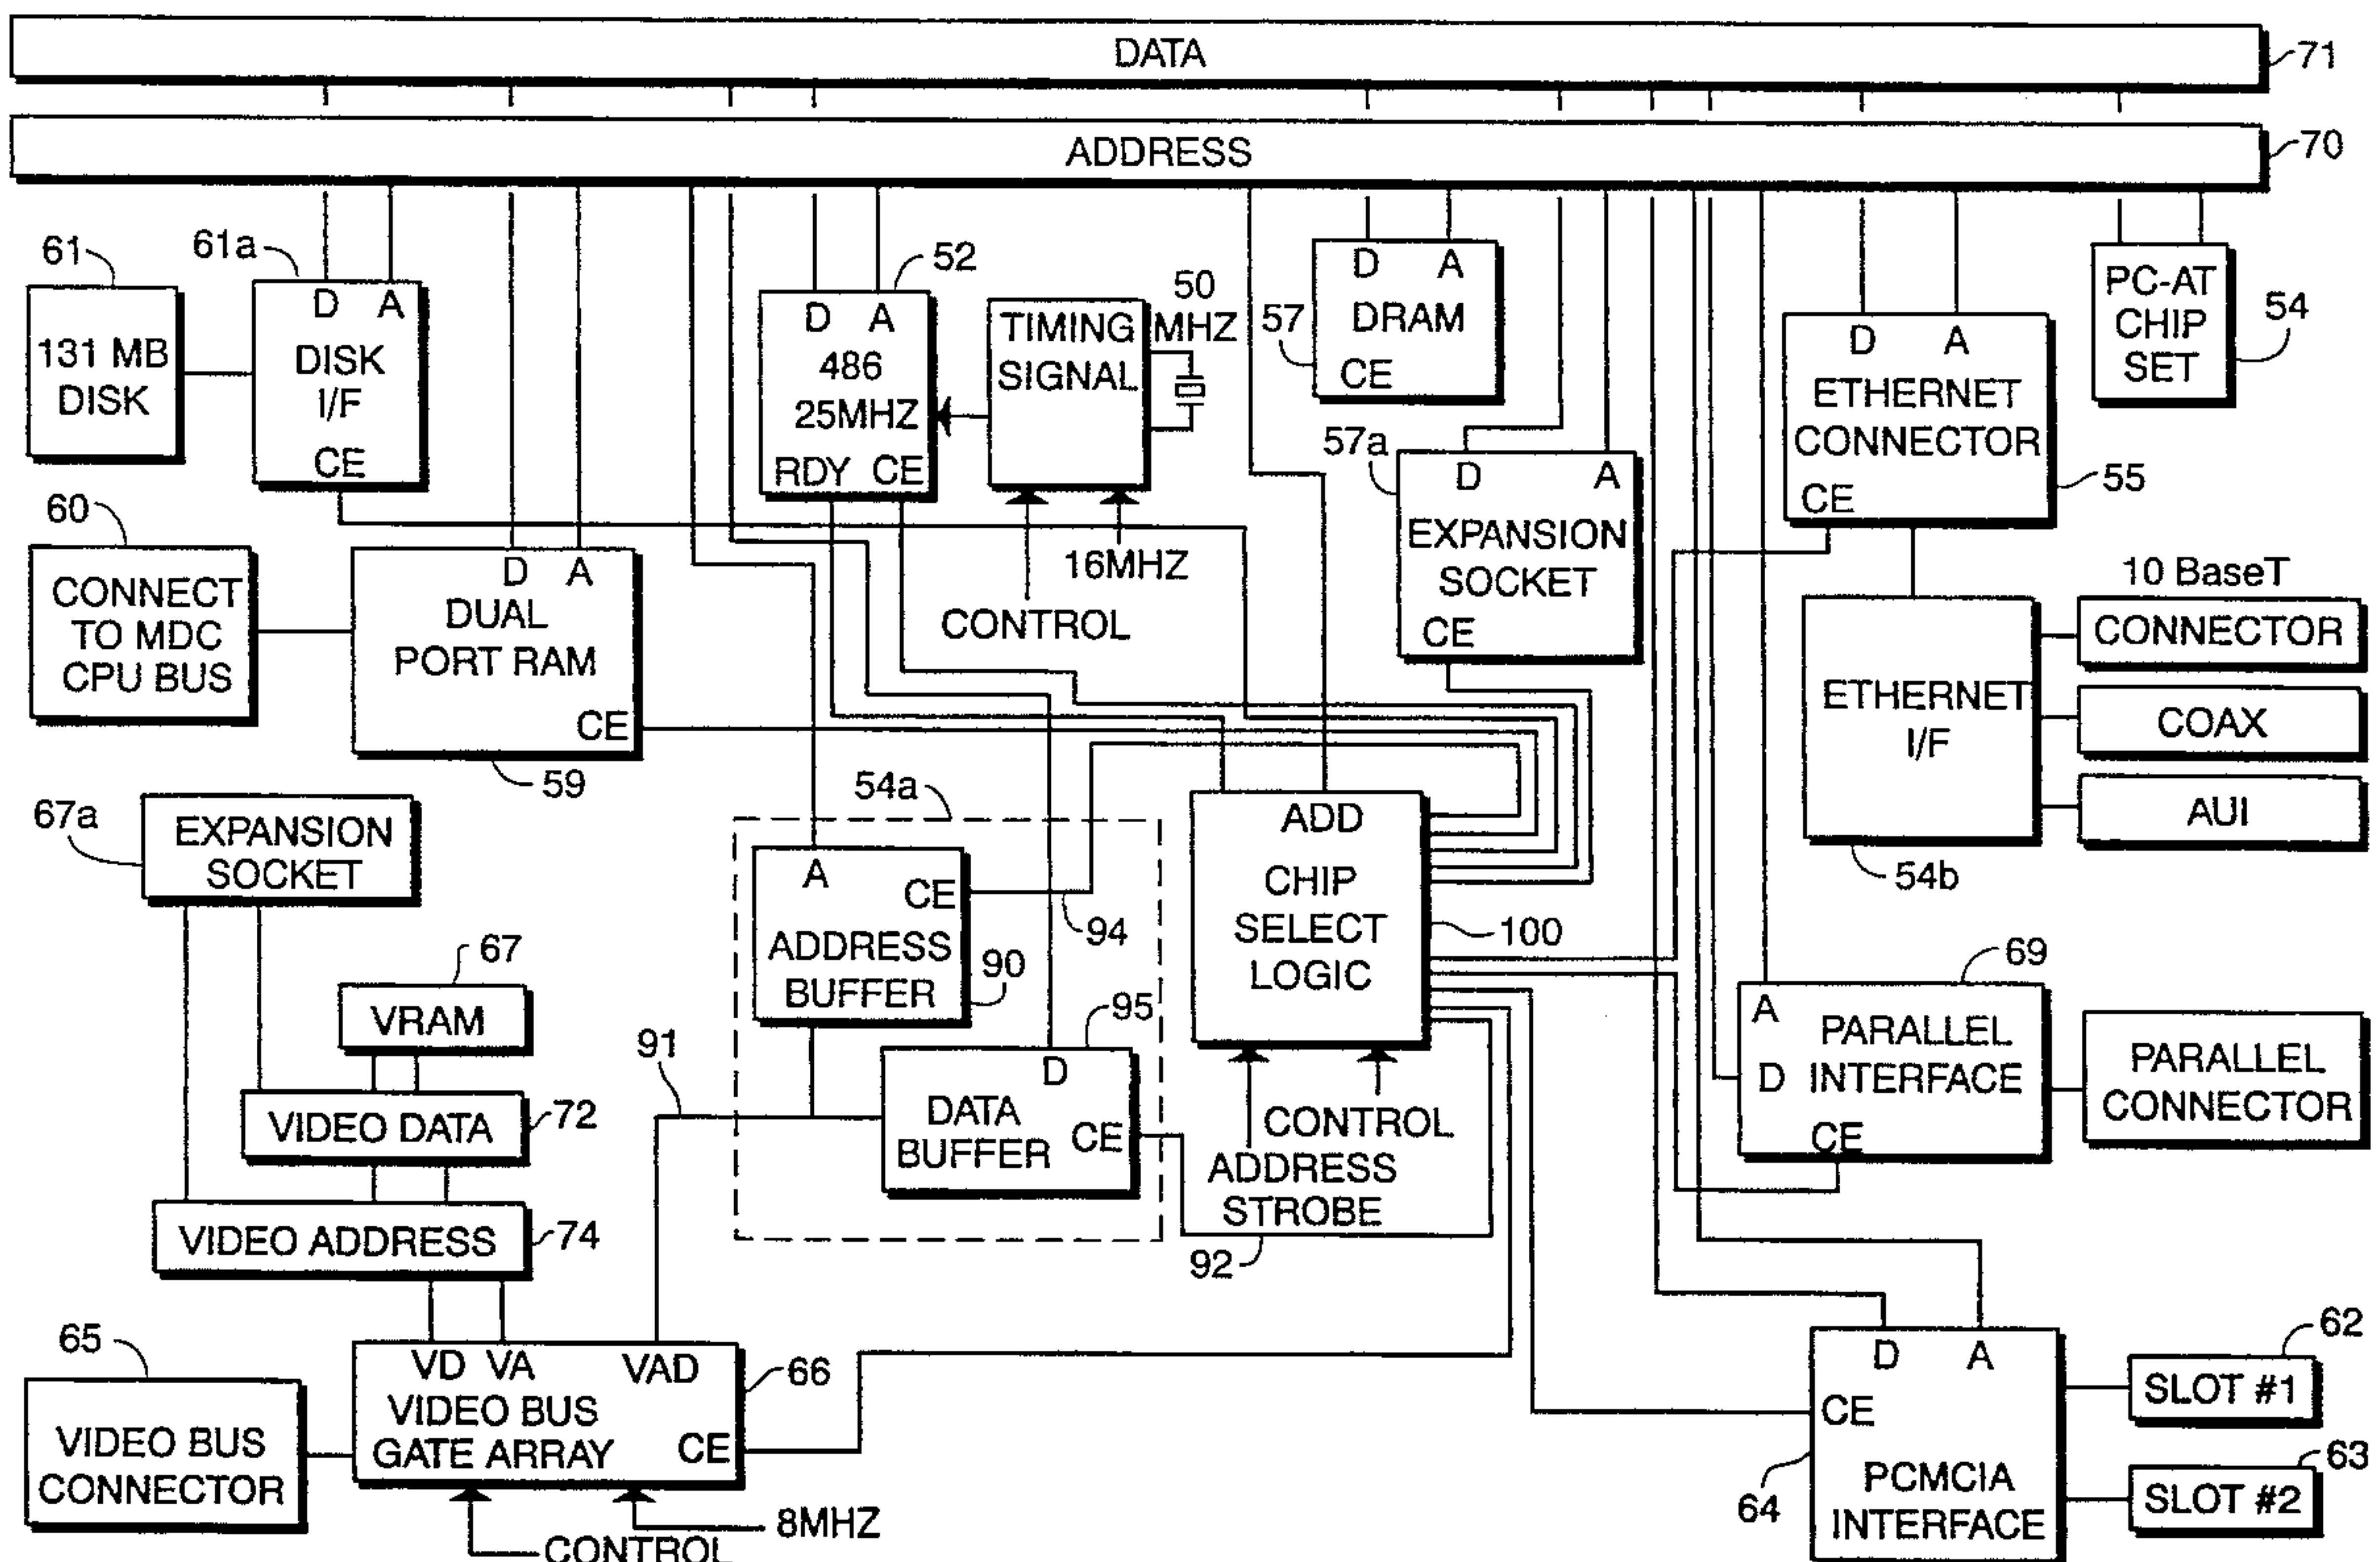 DATA
71
ADDRESS
70
61
131 MB
DISK
61a
D A
DISK
I/F
CE
52
D A
486
25MHZ
RDY CE
TIMING
SIGNAL
50
MHZ
16MHZ
CONTROL
57
D A
DRAM
CE
57a
D A
EXPANSION
SOCKET
CE
D A
ETHERNET
CONNECTOR
CE
55
PC-AT
CHIP
SET
54
60
CONNECT
TO MDC
CPU BUS
D A
DUAL
PORT RAM
CE
59
ETHERNET
I/F
54b
10 BaseT
CONNECTOR
COAX
AUI
67a
EXPANSION
SOCKET
67
VRAM
VIDEO DATA
72
VIDEO ADDRESS
74
54a
A
CE
ADDRESS
BUFFER
90
94
91
95
D
DATA
BUFFER
CE
92
ADD
CHIP
SELECT
LOGIC
100
CONTROL
ADDRESS
STROBE
69
A
PARALLEL
INTERFACE
D
CE
PARALLEL
CONNECTOR
65
VIDEO BUS
CONNECTOR
VD VA VAD
VIDEO BUS
GATE ARRAY
CE
66
8MHZ
CONTROL
D A
CE
PCMCIA
INTERFACE
64
62
SLOT #1
63
SLOT #2